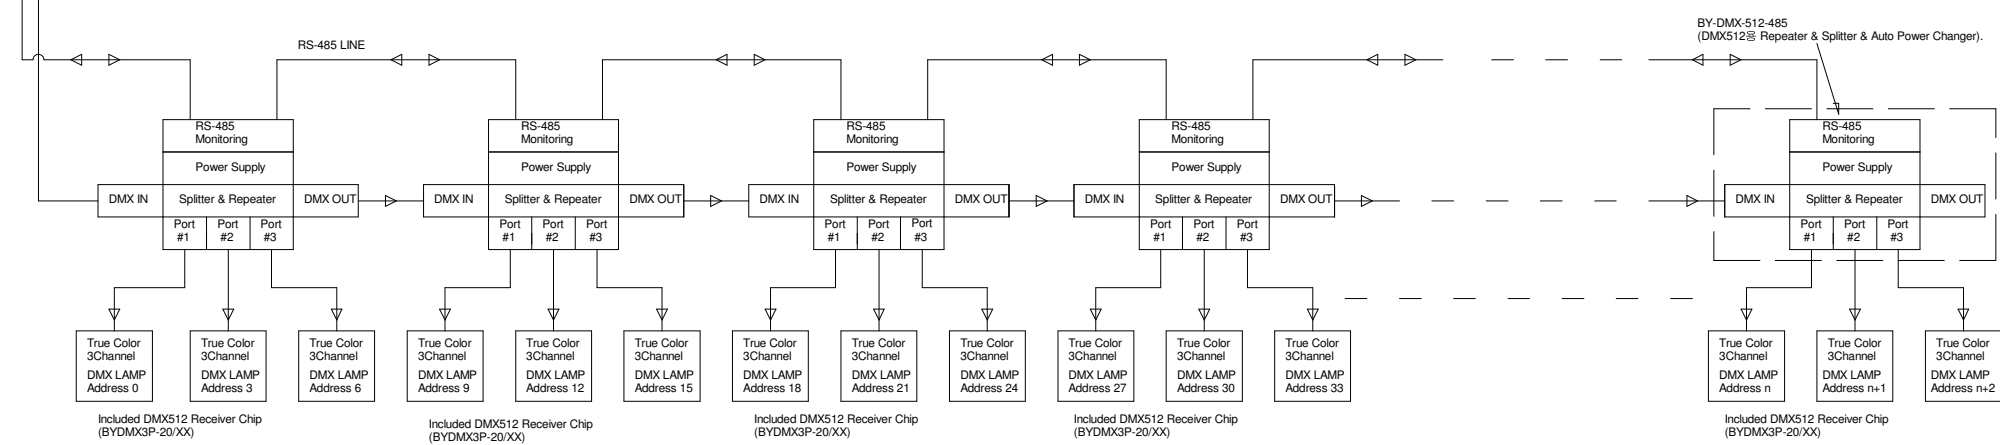 BY-DMX-512-485
(DMX512용 Repeater & Splitter & Auto Power Changer).
RS-485 LINE
RS-485
Monitoring
Power Supply
DMX IN
Splitter & Repeater
DMX OUT
Port
#1
Port
#2
Port
#3
True Color
3Channel
DMX LAMP
Address 0
True Color
3Channel
DMX LAMP
Address 3
True Color
3Channel
DMX LAMP
Address 6
Included DMX512 Receiver Chip
(BYDMX3P-20/XX)
RS-485
Monitoring
Power Supply
DMX IN
Splitter & Repeater
DMX OUT
Port
#1
Port
#2
Port
#3
True Color
3Channel
DMX LAMP
Address 9
True Color
3Channel
DMX LAMP
Address 12
True Color
3Channel
DMX LAMP
Address 15
Included DMX512 Receiver Chip
(BYDMX3P-20/XX)
RS-485
Monitoring
Power Supply
DMX IN
Splitter & Repeater
DMX OUT
Port
#1
Port
#2
Port
#3
True Color
3Channel
DMX LAMP
Address 18
True Color
3Channel
DMX LAMP
Address 21
True Color
3Channel
DMX LAMP
Address 24
Included DMX512 Receiver Chip
(BYDMX3P-20/XX)
RS-485
Monitoring
Power Supply
DMX IN
Splitter & Repeater
DMX OUT
Port
#1
Port
#2
Port
#3
True Color
3Channel
DMX LAMP
Address 27
True Color
3Channel
DMX LAMP
Address 30
True Color
3Channel
DMX LAMP
Address 33
Included DMX512 Receiver Chip
(BYDMX3P-20/XX)
RS-485
Monitoring
Power Supply
DMX IN
Splitter & Repeater
DMX OUT
Port
#1
Port
#2
Port
#3
True Color
3Channel
DMX LAMP
Address n
True Color
3Channel
DMX LAMP
Address n+1
True Color
3Channel
DMX LAMP
Address n+2
Included DMX512 Receiver Chip
(BYDMX3P-20/XX)